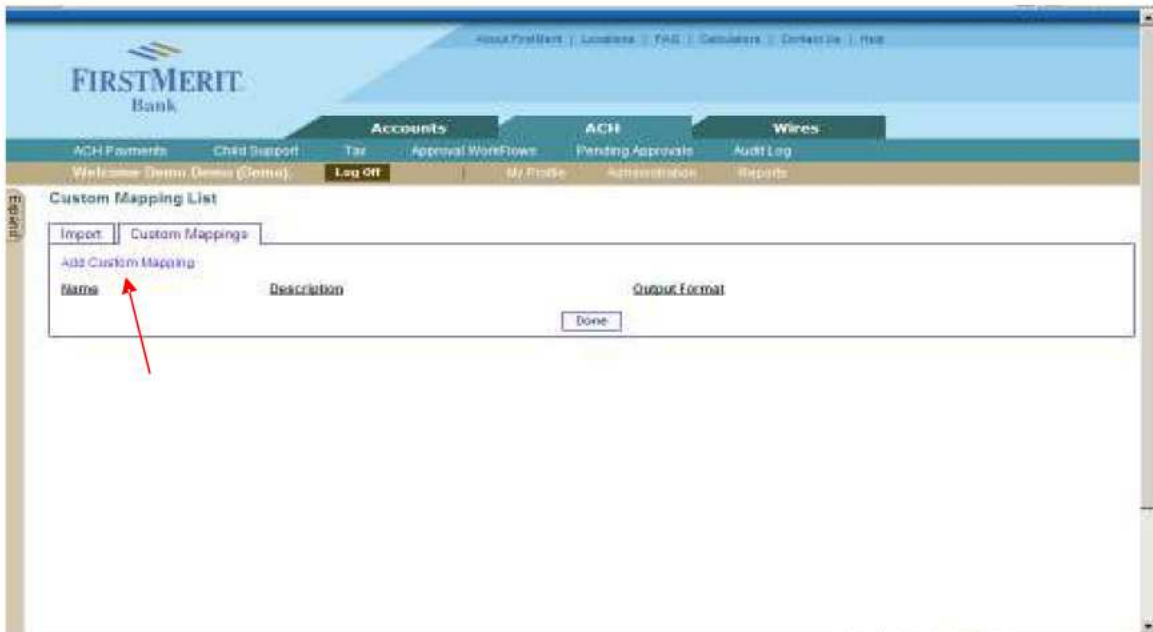 About FirstMerit | Locations | FAQ | Calculators | Contact Us | Help
FIRSTMERIT
Bank
Accounts ACH Wires
ACH Payments Child Support Tax Approval WorkFlows Pending Approvals Audit Log
Welcome Demo Demo (Demo). Log Off | My Profile Administration Reports
Custom Mapping List
Import Custom Mappings
Add Custom Mapping
Name Description Output Format
Done